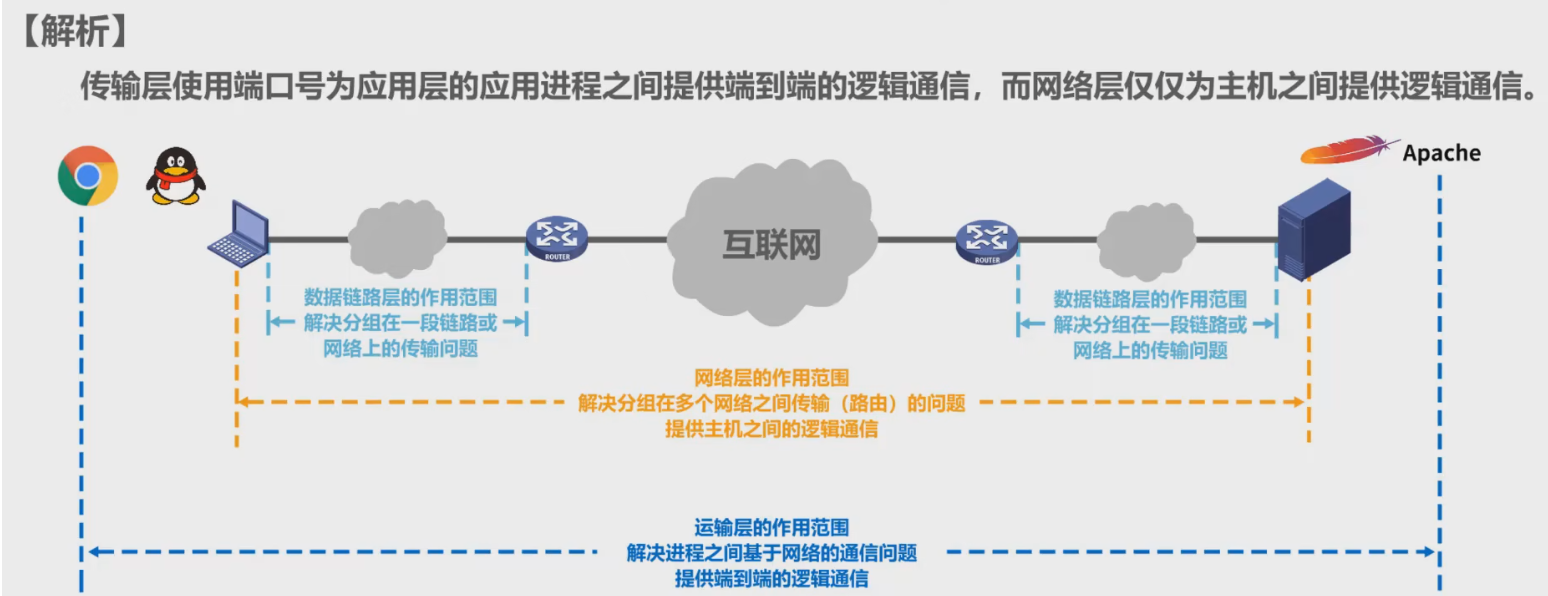 【解析】
传输层使用端口号为应用层的应用进程之间提供端到端的逻辑通信，而网络层仅仅为主机之间提供逻辑通信。
Apache
互联网
ROUTER
ROUTER
数据链路层的作用范围
解决分组在一段链路或
网络上的传输问题
数据链路层的作用范围
解决分组在一段链路或
网络上的传输问题
网络层的作用范围
解决分组在多个网络之间传输（路由）的问题
提供主机之间的逻辑通信
运输层的作用范围
解决进程之间基于网络的通信问题
提供端到端的逻辑通信